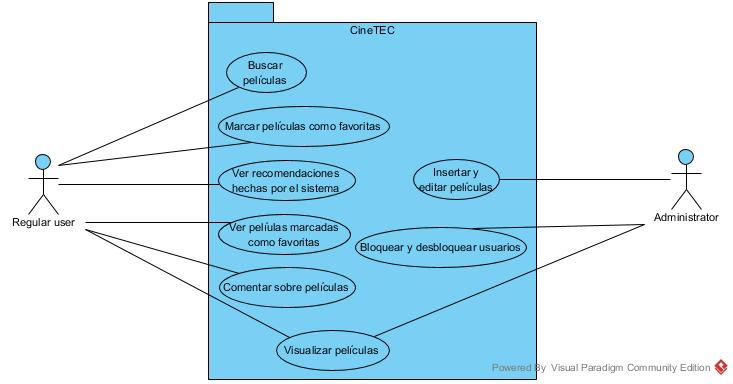 CineTEC
Buscar
películas
Marcar películas como favoritas
Ver recomendaciones
hechas por el sistema
Insertar y
editar películas
Regular user
Administrator
Ver pelíulas marcadas
como favoritas
Bloquear y desbloquear usuarios
Comentar sobre películas
Visualizar películas
Powered By Visual Paradigm Community Edition